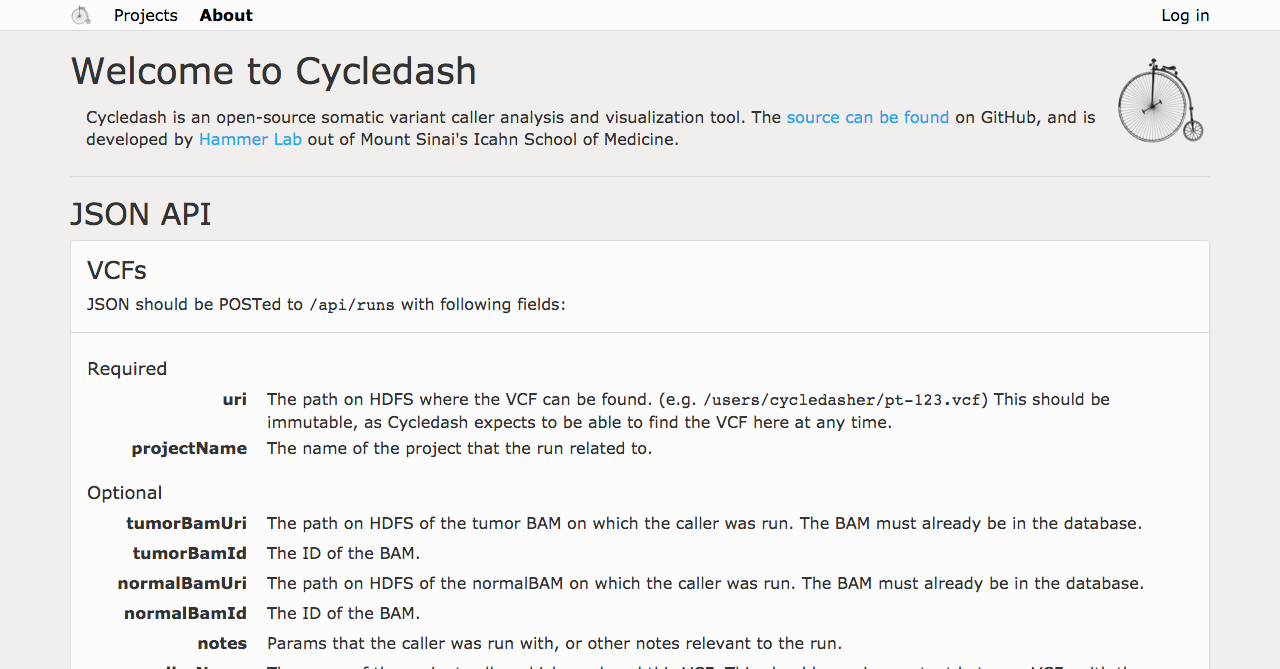 Projects About Log in
Welcome to Cycledash
Cycledash is an open-source somatic variant caller analysis and visualization tool. The source can be found on GitHub, and is
developed by Hammer Lab out of Mount Sinai's Icahn School of Medicine.
JSON API
VCFs
JSON should be POSTed to /api/runs with following fields:
Required
uri The path on HDFS where the VCF can be found. (e.g. /users/cycledasher/pt-123.vcf) This should be
immutable, as Cycledash expects to be able to find the VCF here at any time.
projectName The name of the project that the run related to.
Optional
tumorBamUri The path on HDFS of the tumor BAM on which the caller was run. The BAM must already be in the database.
tumorBamId The ID of the BAM.
normalBamUri The path on HDFS of the normalBAM on which the caller was run. The BAM must already be in the database.
normalBamId The ID of the BAM.
notes Params that the caller was run with, or other notes relevant to the run.